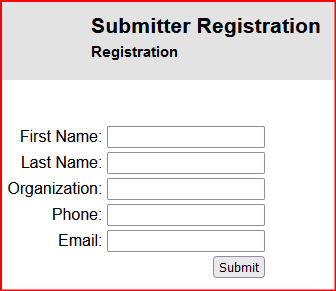 Submitter Registration
Registration
First Name:
Last Name:
Organization:
Phone:
Email:
Submit